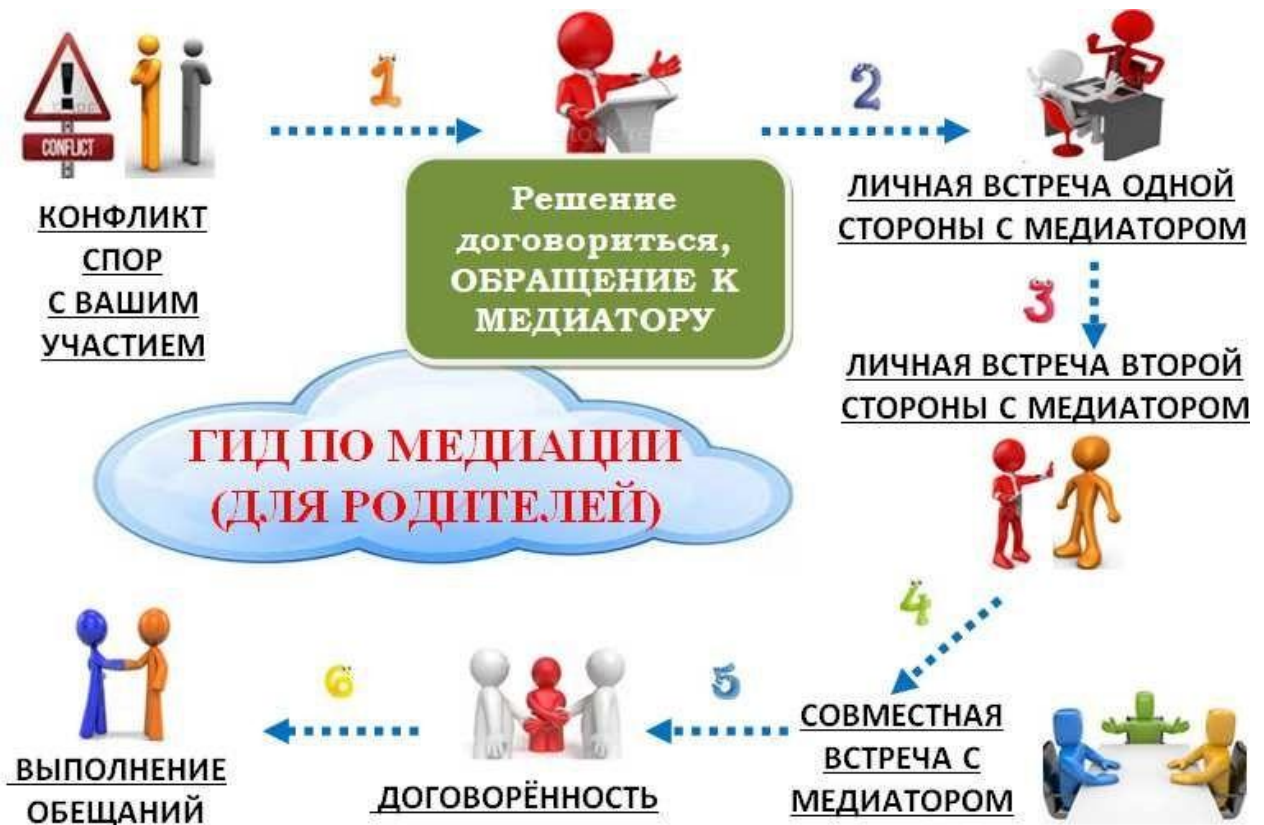 CONFLICT
КОНФЛИКТ
СПОР
С ВАШИМ
УЧАСТИЕМ
1
Решение
договориться,
ОБРАЩЕНИЕ К
МЕДИАТОРУ
2
ЛИЧНАЯ ВСТРЕЧА ОДНОЙ
СТОРОНЫ С МЕДИАТОРОМ
3
ЛИЧНАЯ ВСТРЕЧА ВТОРОЙ
СТОРОНЫ С МЕДИАТОРОМ
ГИД ПО МЕДИАЦИИ
(ДЛЯ РОДИТЕЛЕЙ)
4
СОВМЕСТНАЯ
ВСТРЕЧА С
МЕДИАТОРОМ
5
ДОГОВОРЁННОСТЬ
6
ВЫПОЛНЕНИЕ
ОБЕЩАНИЙ